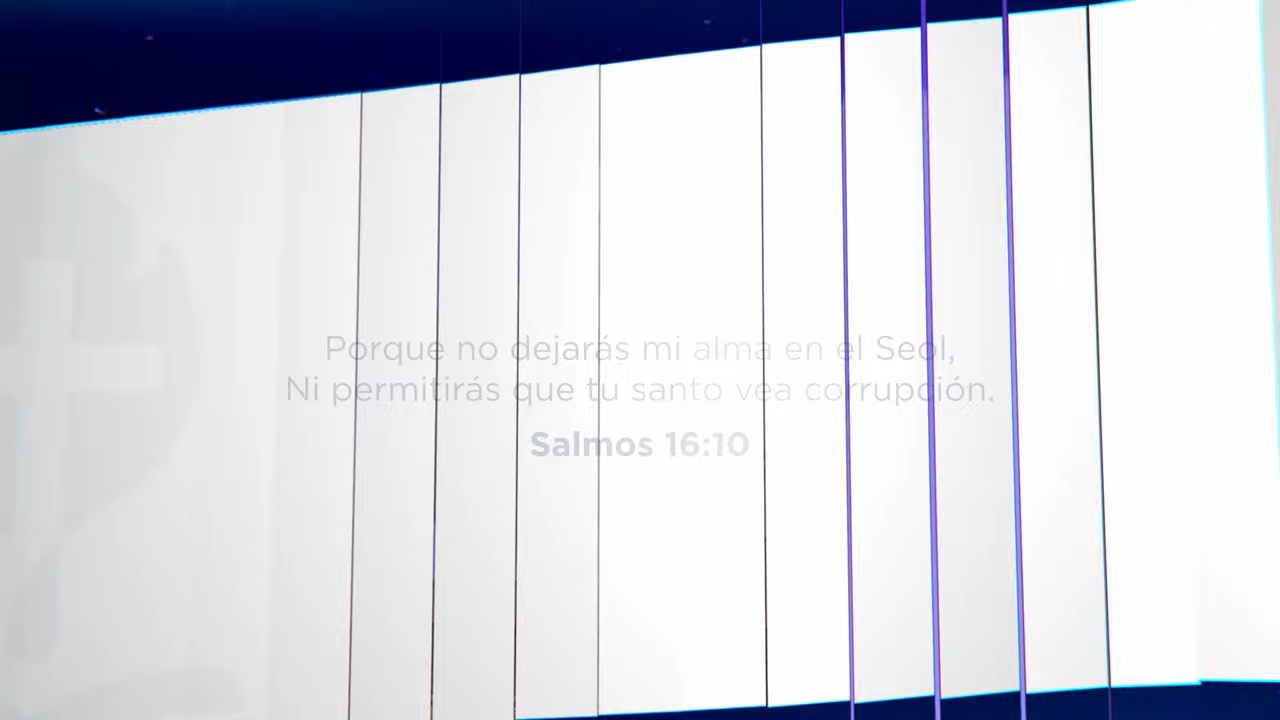 Porque no dejarás mi alma en el Seol,
Ni permitirás que tu santo vea corrupción.
Salmos 16:10